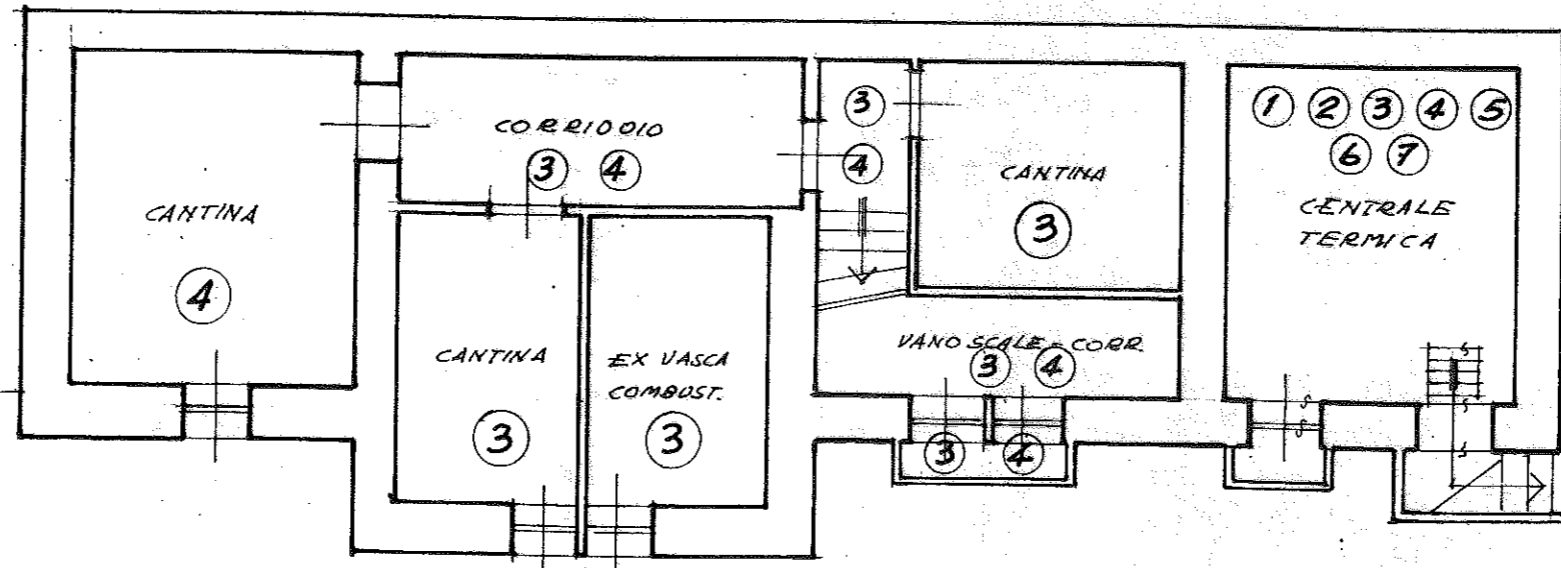 CANTINA
4
CORRIDOIO
3 4
CANTINA
3
EX VASCA
COMBUST.
3
3
4
CANTINA
3
VANO SCALE - CORR.
3 4
3 4
1 2 3 4 5
6 7
CENTRALE
TERMICA